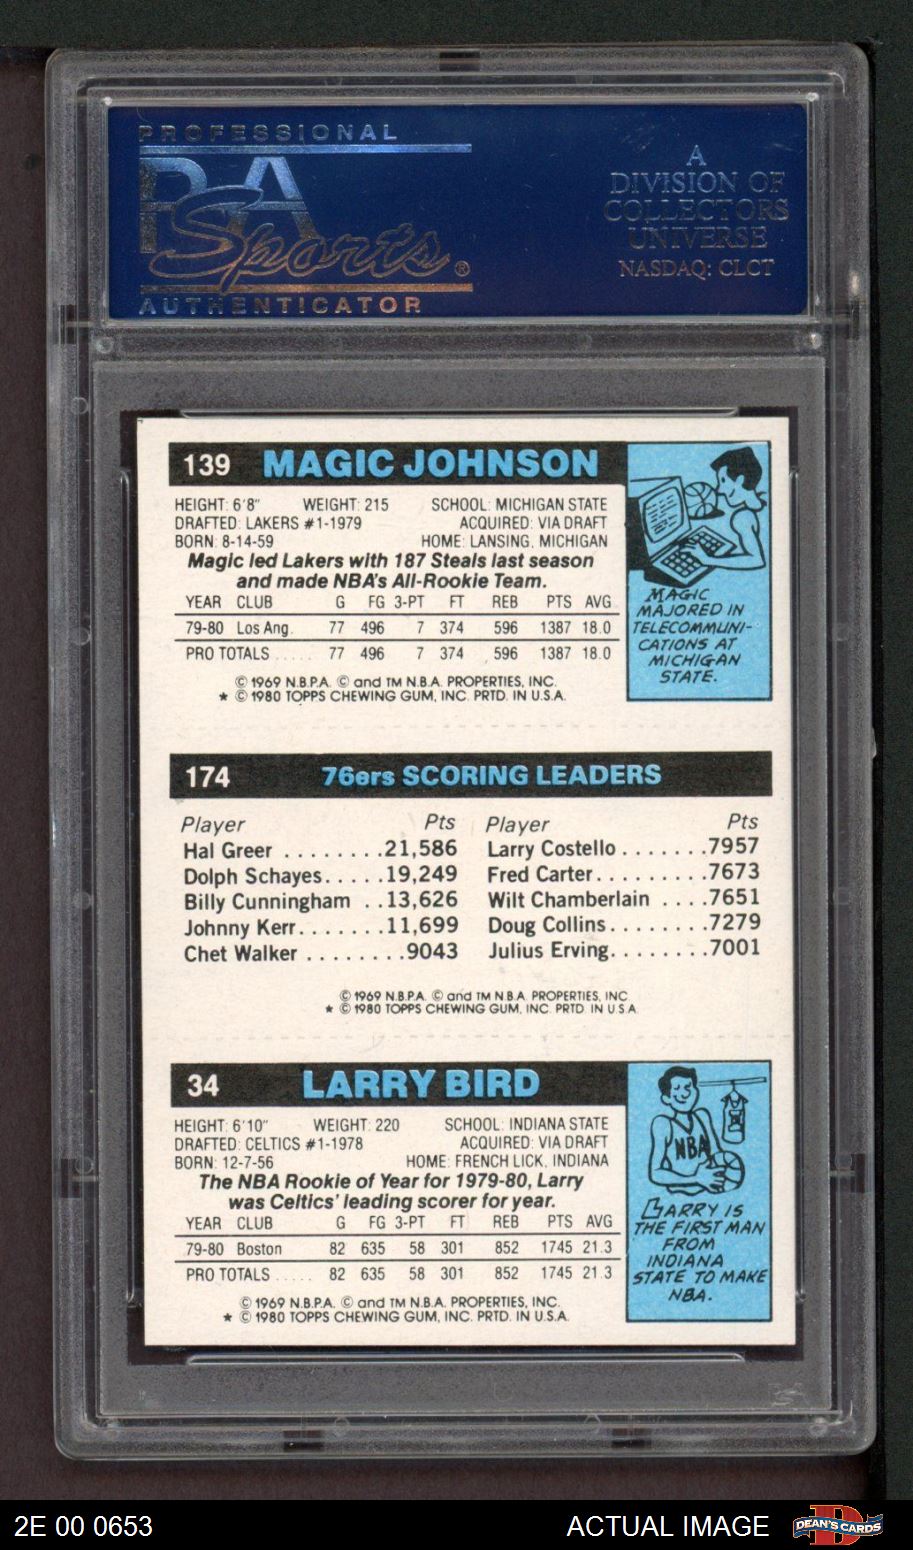 PROFESSIONAL
PSA
Sports®
AUTHENTICATOR
A
DIVISION OF
COLLECTORS
UNIVERSE
NASDAQ: CLCT
139 MAGIC JOHNSON
HEIGHT: 6'8" WEIGHT: 215 SCHOOL: MICHIGAN STATE
DRAFTED: LAKERS #1-1979 ACQUIRED: VIA DRAFT
BORN: 8-14-59 HOME: LANSING, MICHIGAN
Magic led Lakers with 187 Steals last season
and made NBA's All-Rookie Team.
YEAR CLUB G FG 3-PT FT REB PTS AVG
79-80 Los Ang. 77 496 7 374 596 1387 18.0
PRO TOTALS ..... 77 496 7 374 596 1387 18.0
© 1969 N.B.P.A. © and TM N.B.A. PROPERTIES, INC.
★ © 1980 TOPPS CHEWING GUM, INC. PRTD. IN U.S.A.
MAGIC
MAJORED IN
TELECOMMUNI-
CATIONS AT
MICHIGAN
STATE.
174 76ers SCORING LEADERS
Player Pts Player Pts
Hal Greer ........21,586 Larry Costello.......7957
Dolph Schayes.....19,249 Fred Carter.........7673
Billy Cunningham ..13,626 Wilt Chamberlain ....7651
Johnny Kerr.......11,699 Doug Collins........7279
Chet Walker ........9043 Julius Erving........7001
© 1969 N.B.P.A. © and TM N.B.A. PROPERTIES, INC.
★ © 1980 TOPPS CHEWING GUM, INC. PRTD. IN U.S.A.
34 LARRY BIRD
HEIGHT: 6'10" WEIGHT: 220 SCHOOL: INDIANA STATE
DRAFTED: CELTICS #1-1978 ACQUIRED: VIA DRAFT
BORN: 12-7-56 HOME: FRENCH LICK, INDIANA
The NBA Rookie of Year for 1979-80, Larry
was Celtics' leading scorer for year.
YEAR CLUB G FG 3-PT FT REB PTS AVG
79-80 Boston 82 635 58 301 852 1745 21.3
PRO TOTALS ..... 82 635 58 301 852 1745 21.3
© 1969 N.B.P.A. © and TM N.B.A. PROPERTIES, INC.
★ © 1980 TOPPS CHEWING GUM, INC. PRTD. IN U.S.A.
NBA
LARRY IS
THE FIRST MAN
FROM
INDIANA
STATE TO MAKE
NBA.
2E 00 0653 ACTUAL IMAGE DEAN'S CARDS